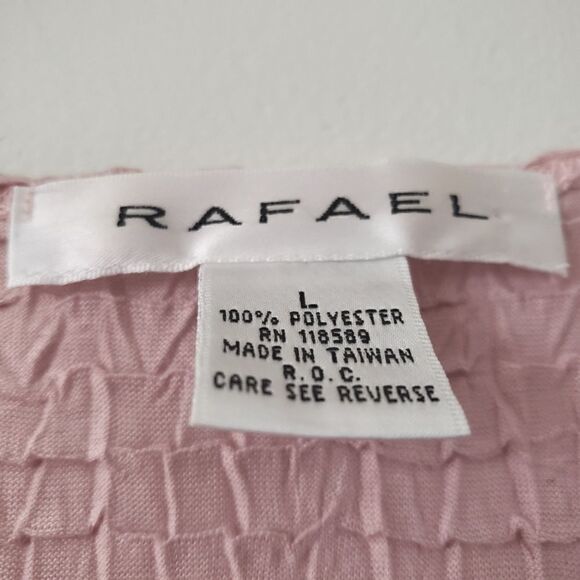 RAFAEL
L
100% POLYESTER
RN 118589
MADE IN TAIWAN
R.O.C.
CARE SEE REVERSE